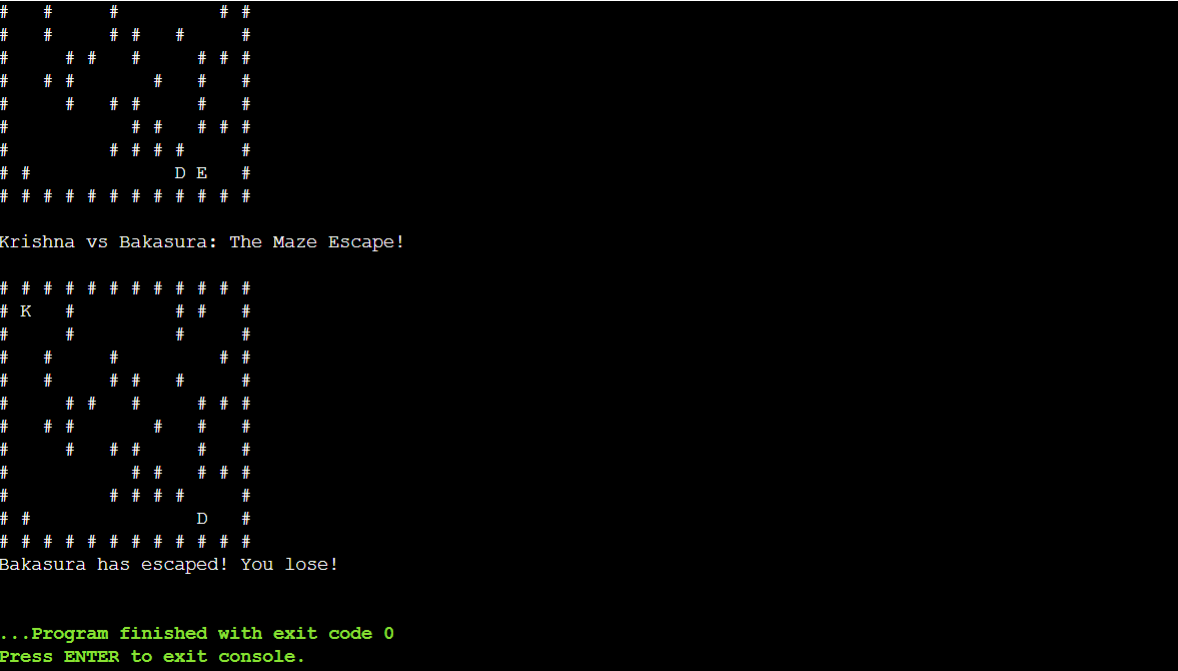 #   #     #         # #
#   #     # #   #     #
#     # #   #     # # #
#   # #       #   #   #
#     #   # #     #   #
#           # #   # # #
#         # # # #     #
# #             D E   #
# # # # # # # # # # # #
Krishna vs Bakasura: The Maze Escape!
# # # # # # # # # # # #
# K   #         # #   #
#     #         #     #
#   #     #         # #
#   #     # #   #     #
#     # #   #     # # #
#   # #       #   #   #
#     #   # #     #   #
#           # #   # # #
#         # # # #     #
# #               D   #
# # # # # # # # # # # #
Bakasura has escaped! You lose!
...Program finished with exit code 0
Press ENTER to exit console.